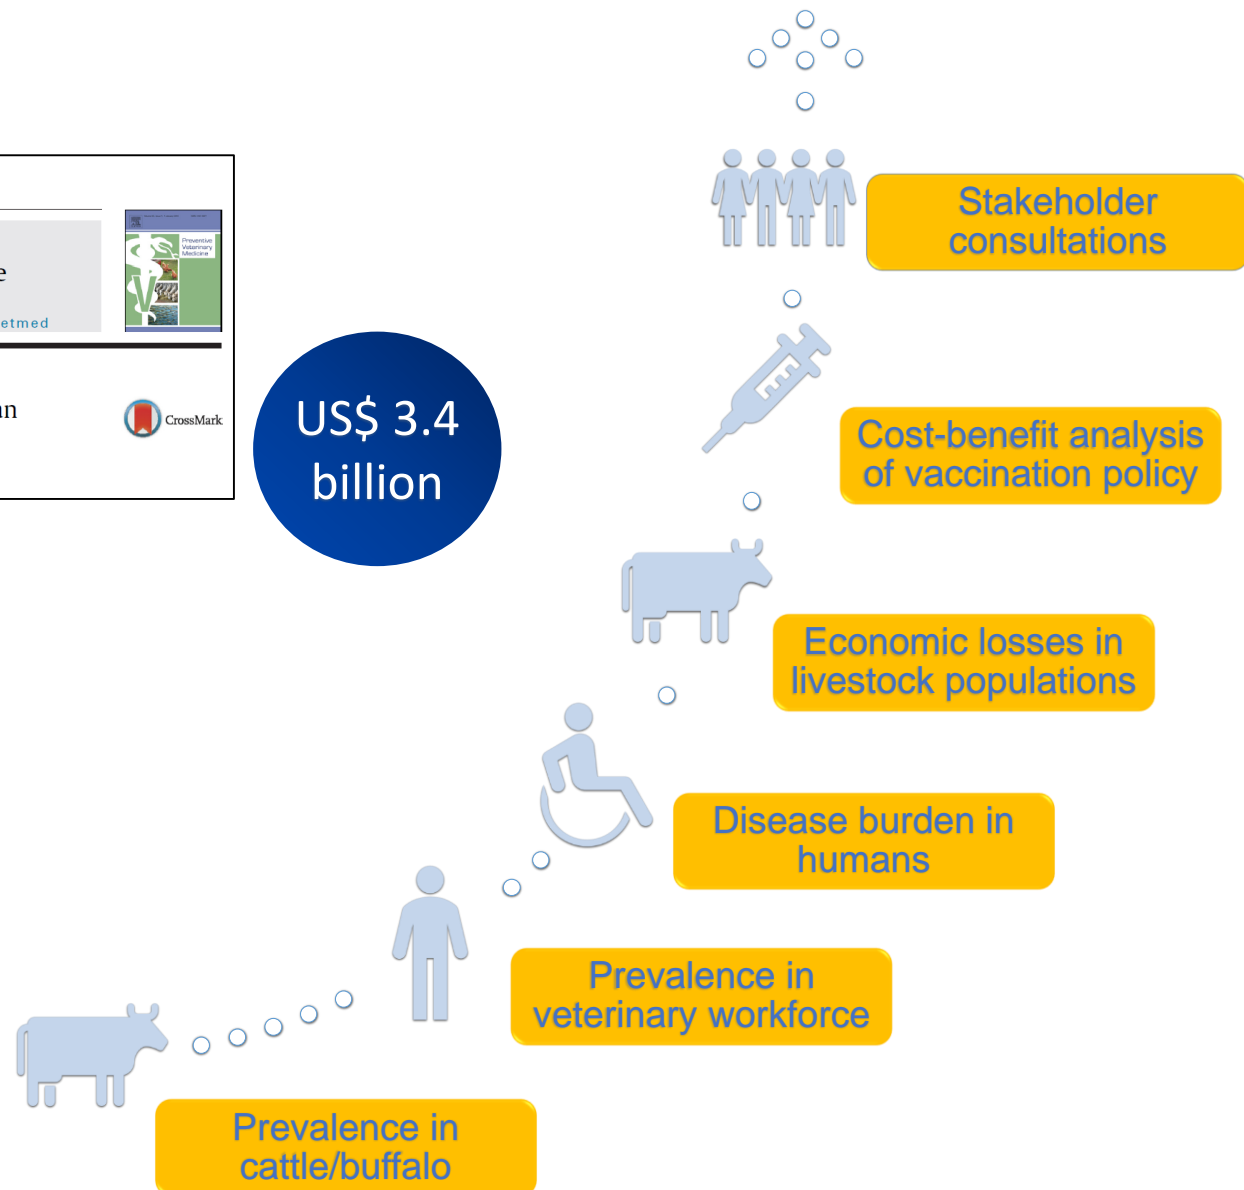 Preventive
Veterinary
Medicine
e
etmed
CrossMark
US$ 3.4
billion
Stakeholder
consultations
Cost-benefit analysis
of vaccination policy
Economic losses in
livestock populations
Disease burden in
humans
Prevalence in
veterinary workforce
Prevalence in
cattle/buffalo